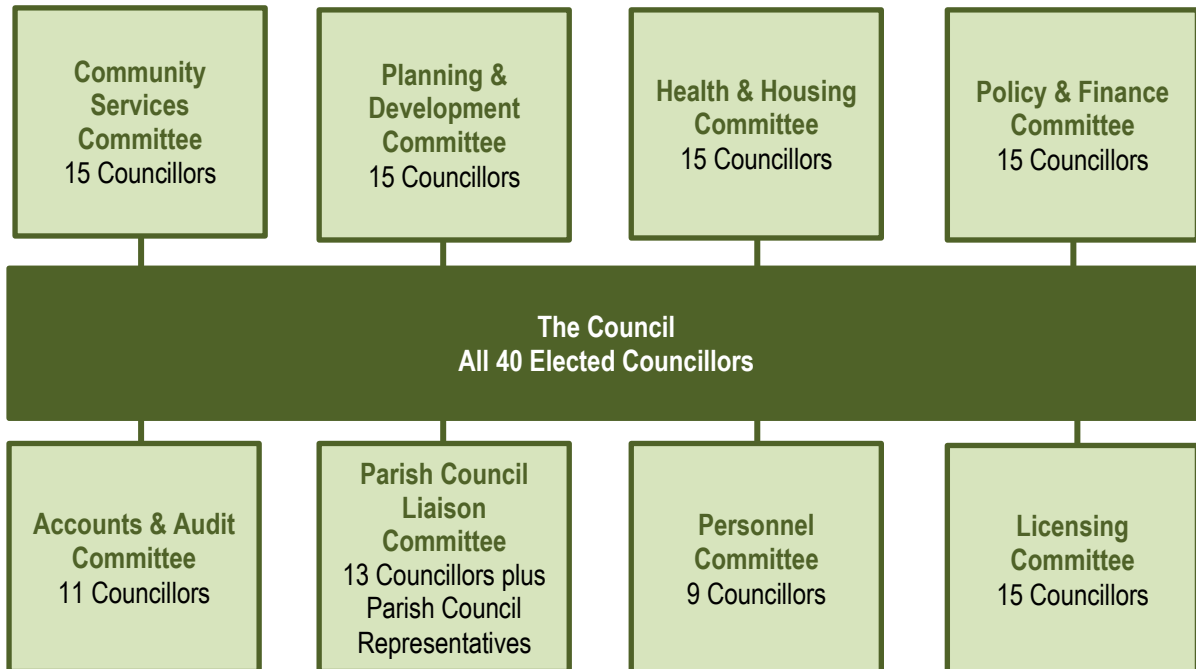 Community
Services
Committee
15 Councillors
Planning &
Development
Committee
15 Councillors
Health & Housing
Committee
15 Councillors
Policy & Finance
Committee
15 Councillors
The Council
All 40 Elected Councillors
Accounts & Audit
Committee
11 Councillors
Parish Council
Liaison
Committee
13 Councillors plus
Parish Council
Representatives
Personnel
Committee
9 Councillors
Licensing
Committee
15 Councillors